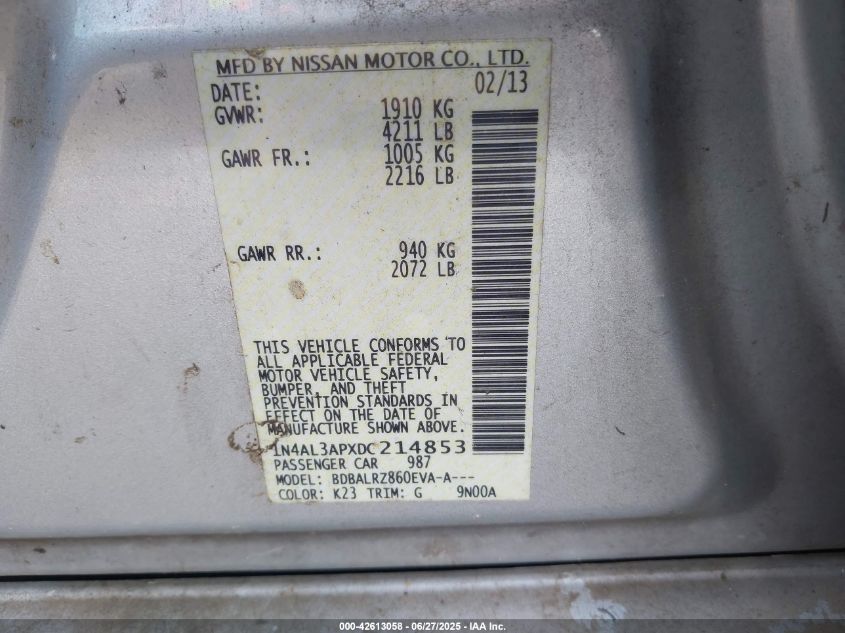 MFD BY NISSAN MOTOR CO., LTD.
DATE: 02/13
GVWR: 1910 KG
4211 LB
GAWR FR.: 1005 KG
2216 LB
GAWR RR.: 940 KG
2072 LB
THIS VEHICLE CONFORMS TO
ALL APPLICABLE FEDERAL
MOTOR VEHICLE SAFETY,
BUMPER, AND THEFT
PREVENTION STANDARDS IN
EFFECT ON THE DATE OF
MANUFACTURE SHOWN ABOVE.
1N4AL3APXDC214853
PASSENGER CAR 987
MODEL: BDBALRZ860EVA-A---
COLOR: K23 TRIM: G 9N00A
000-42613058 - 06/27/2025 - IAA Inc.